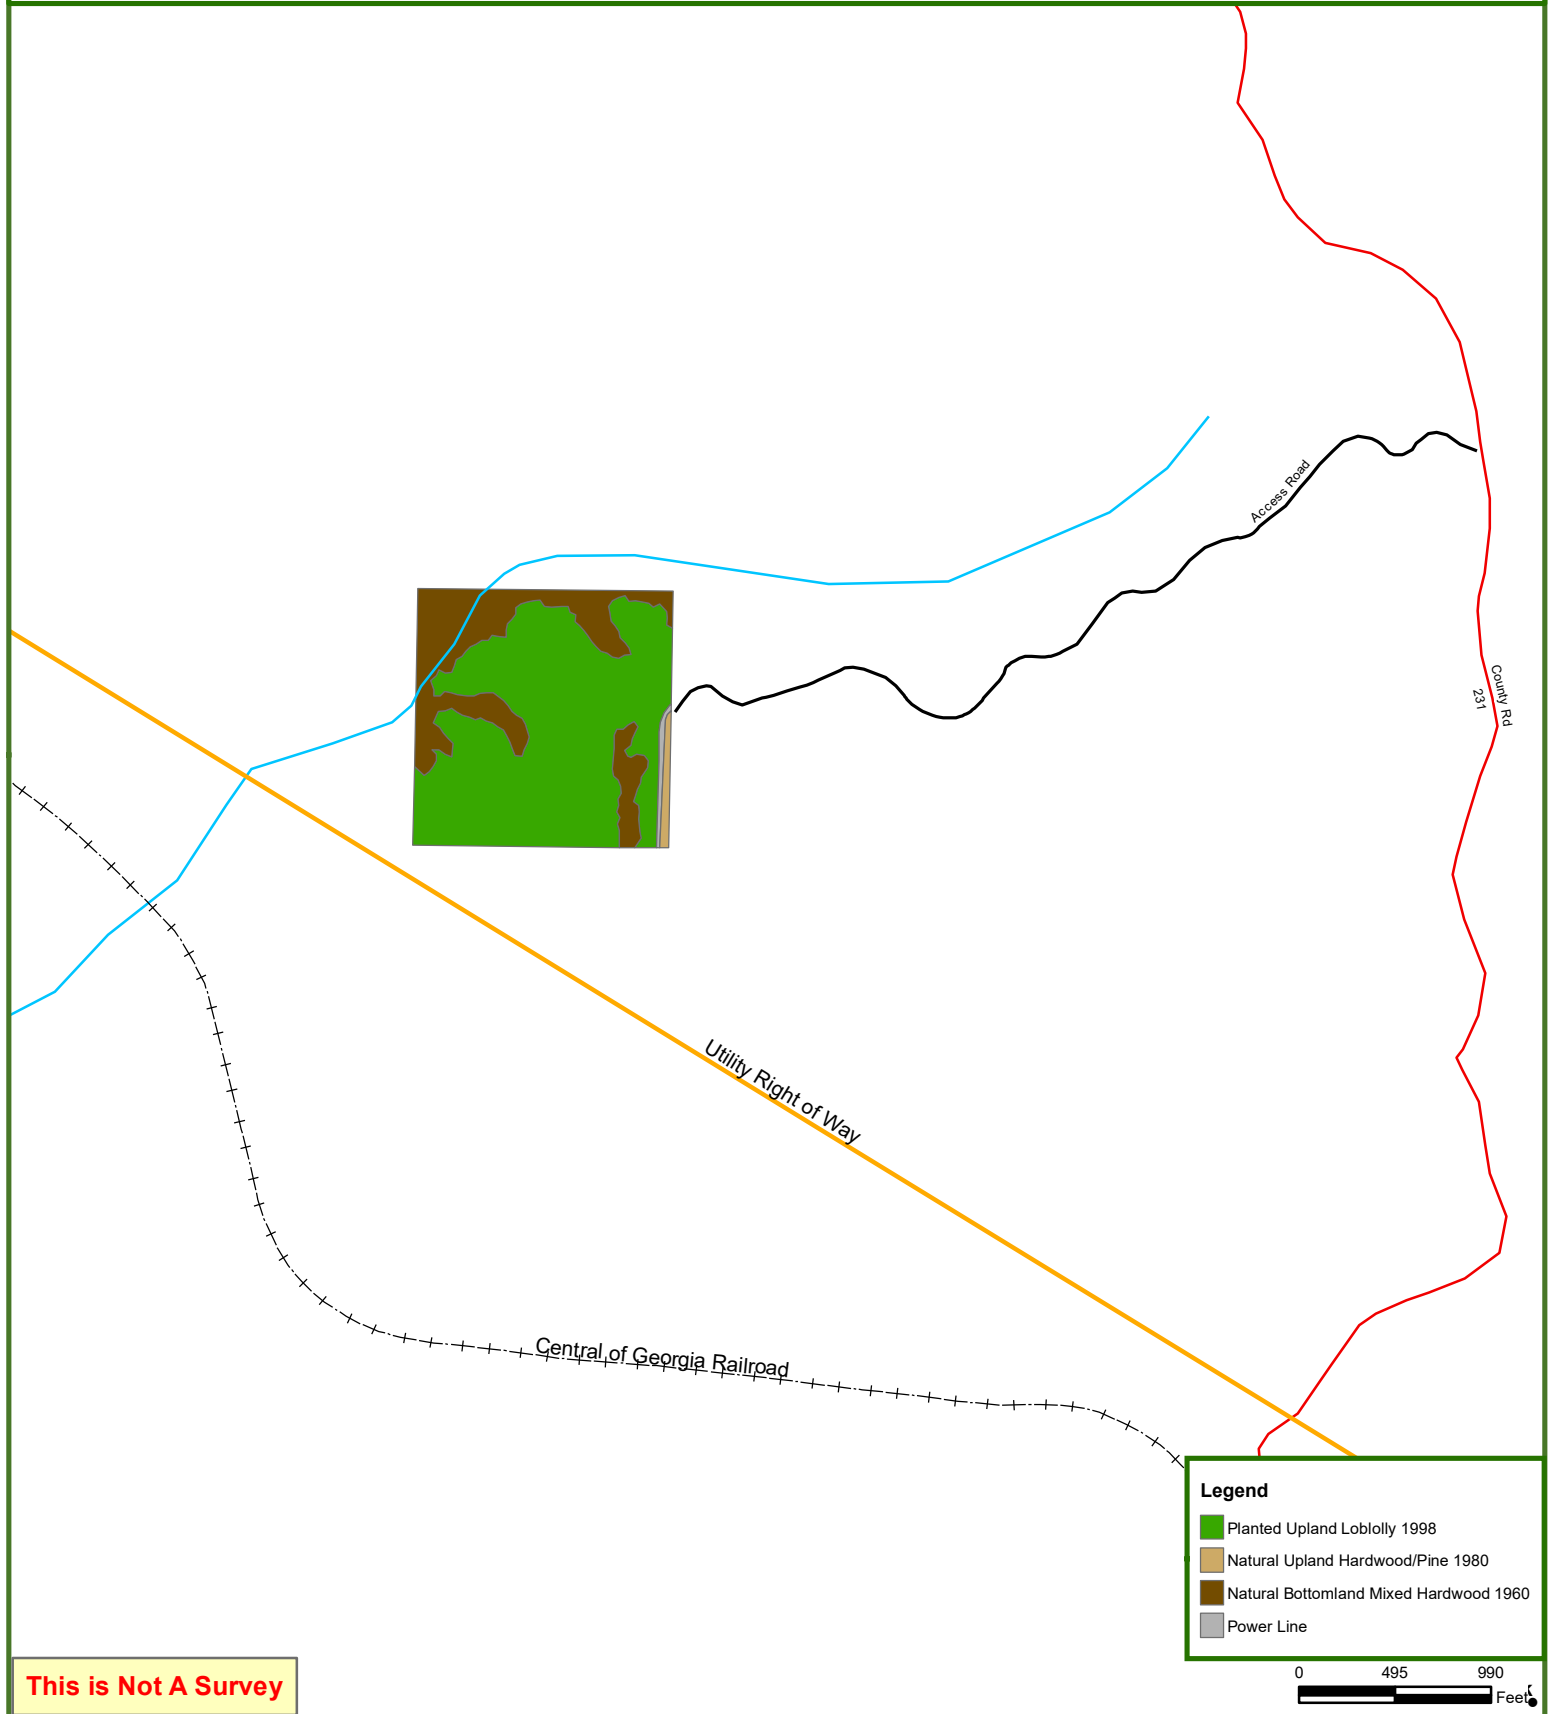 Access Road
County Rd
231
Utility Right of Way
Central of Georgia Railroad
Legend
Planted Upland Loblolly 1998
Natural Upland Hardwood/Pine 1980
Natural Bottomland Mixed Hardwood 1960
Power Line
0 495 990
Feet
This is Not A Survey